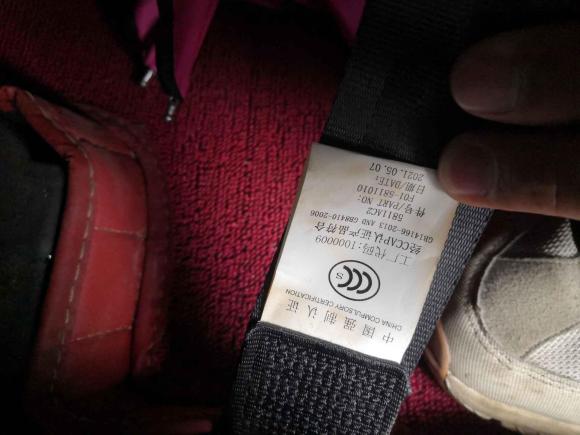 中国强制认证
CHINA COMPULSORY CERTIFICATION
CCC S
工厂代码:1000009
经CCAP认证产品符合
GB14166-2013 AND GB8410-2006
5811AC2
件号/PART NO:
F01-5811010
日期/DATE:
2021.05.07